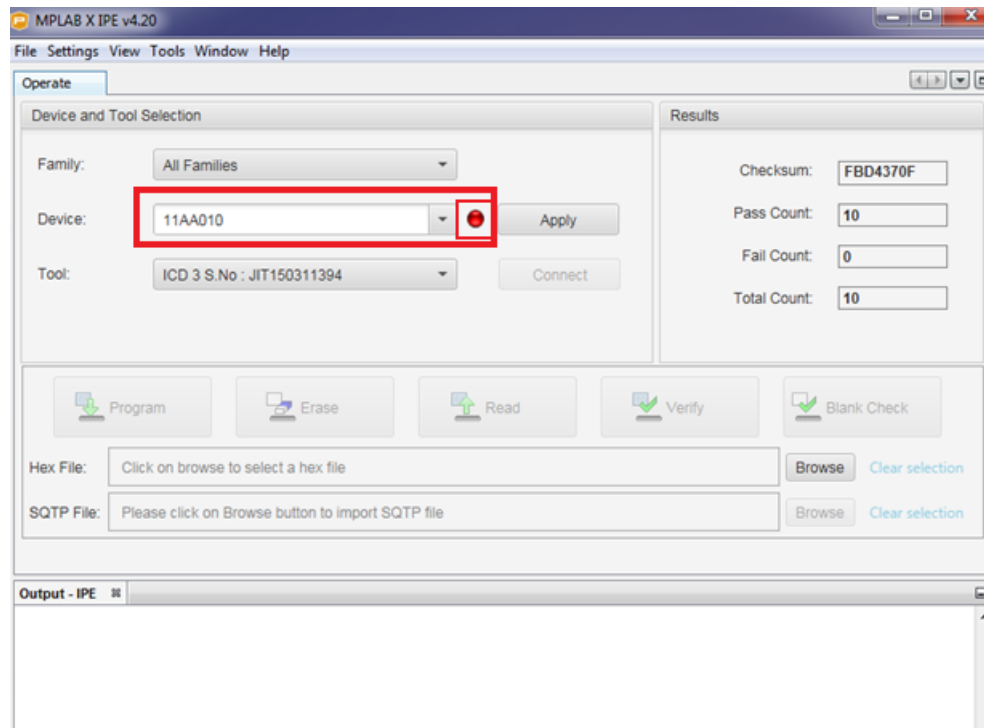 MPLAB X IPE v4.20
File Settings View Tools Window Help
Operate
Device and Tool Selection
Results
Family:
All Families
Checksum:
FBD4370F
Device:
11AA010
Apply
Pass Count:
10
Fail Count:
0
Tool:
ICD 3 S.No : JIT150311394
Connect
Total Count:
10
Program
Erase
Read
Verify
Blank Check
Hex File:
Click on browse to select a hex file
Browse
Clear selection
SQTP File:
Please click on Browse button to import SQTP file
Browse
Clear selection
Output - IPE